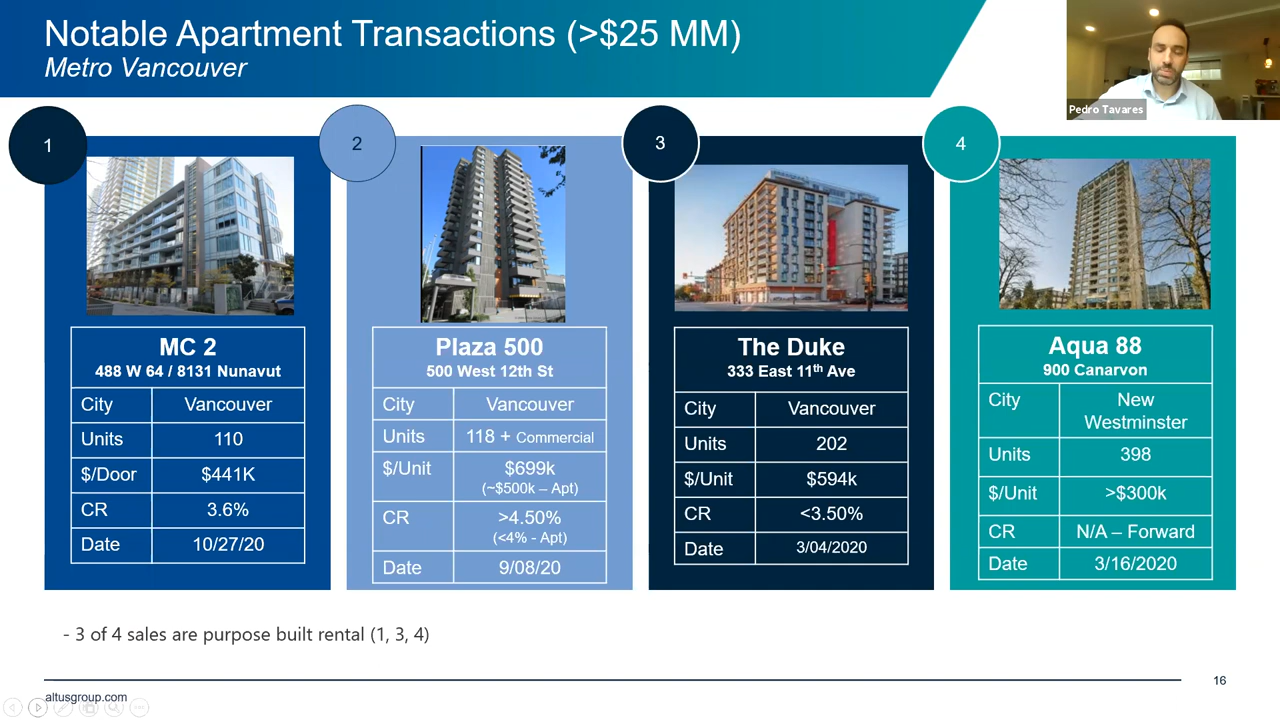 Notable Apartment Transactions (>$25 MM)
Metro Vancouver
Pedro Tavares
1
MC 2
488 W 64 / 8131 Nunavut
City Vancouver
Units 110
$/Door $441K
CR 3.6%
Date 10/27/20
2
Plaza 500
500 West 12th St
City Vancouver
Units 118 + Commercial
$/Unit $699k
(~$500k – Apt)
CR >4.50%
(<4% - Apt)
Date 9/08/20
3
The Duke
333 East 11th Ave
City Vancouver
Units 202
$/Unit $594k
CR <3.50%
Date 3/04/2020
4
Aqua 88
900 Canarvon
City New
Westminster
Units 398
$/Unit >$300k
CR N/A – Forward
Date 3/16/2020
- 3 of 4 sales are purpose built rental (1, 3, 4)
altusgroup.com
16